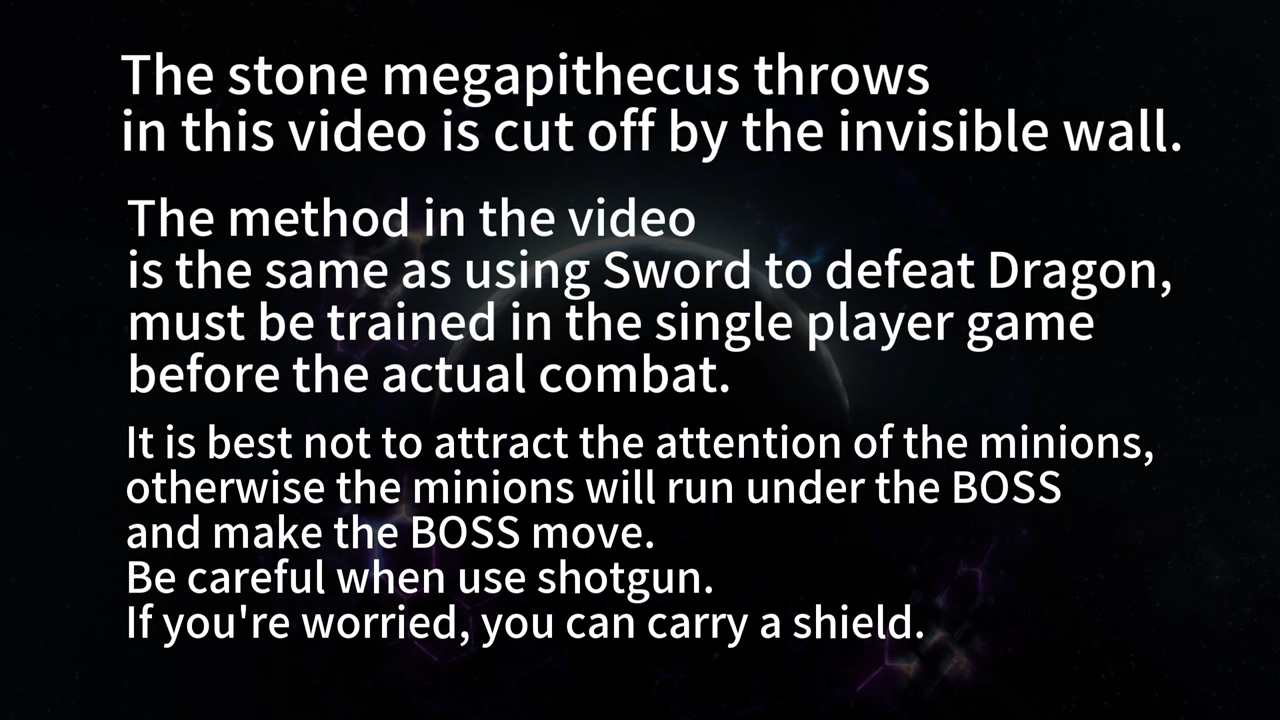 The stone megapithecus throws
in this video is cut off by the invisible wall.
The method in the video
is the same as using Sword to defeat Dragon,
must be trained in the single player game
before the actual combat.
It is best not to attract the attention of the minions,
otherwise the minions will run under the BOSS
and make the BOSS move.
Be careful when use shotgun.
If you're worried, you can carry a shield.